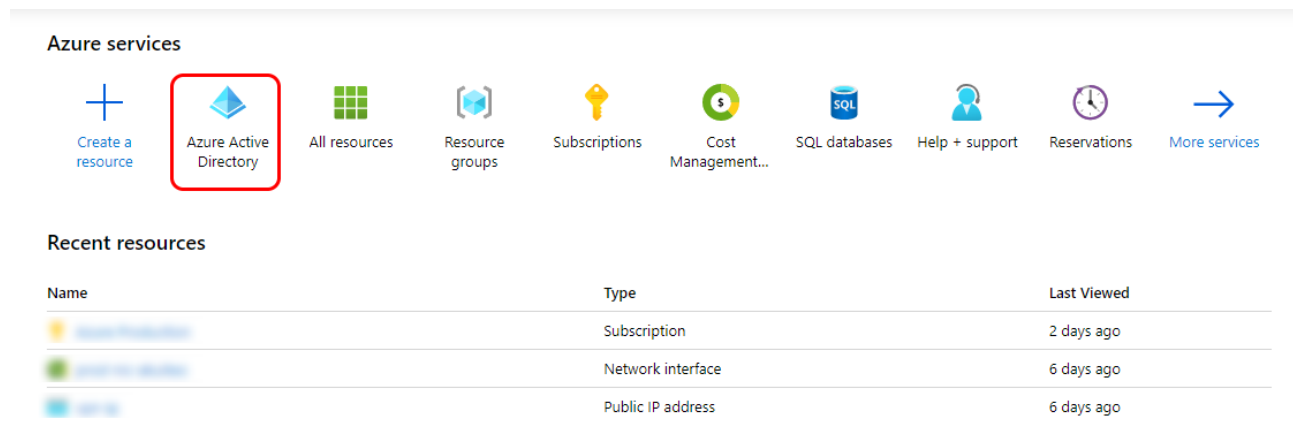 Azure services
Create a resource
Azure Active Directory
All resources
Resource groups
Subscriptions
Cost Management...
SQL
SQL databases
Help + support
Reservations
More services
Recent resources
Name Type Last Viewed
Subscription 2 days ago
Network interface 6 days ago
Public IP address 6 days ago